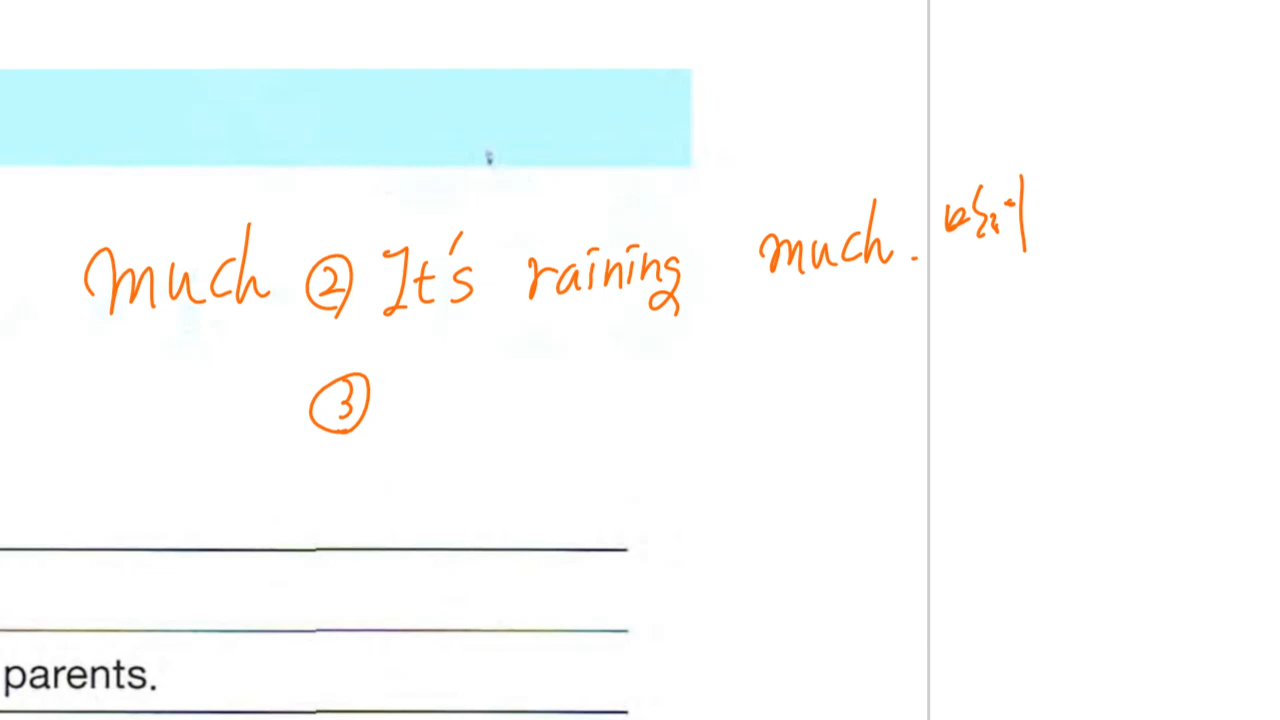 much ② It's raining much.
③
parents.